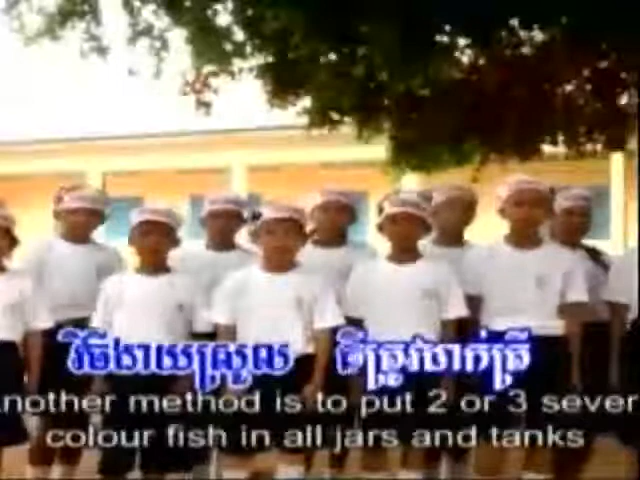 វិធីងាយស្រួល គឺត្រូវដាក់ត្រី
nother method is to put 2 or 3 sever
colour fish in all jars and tanks